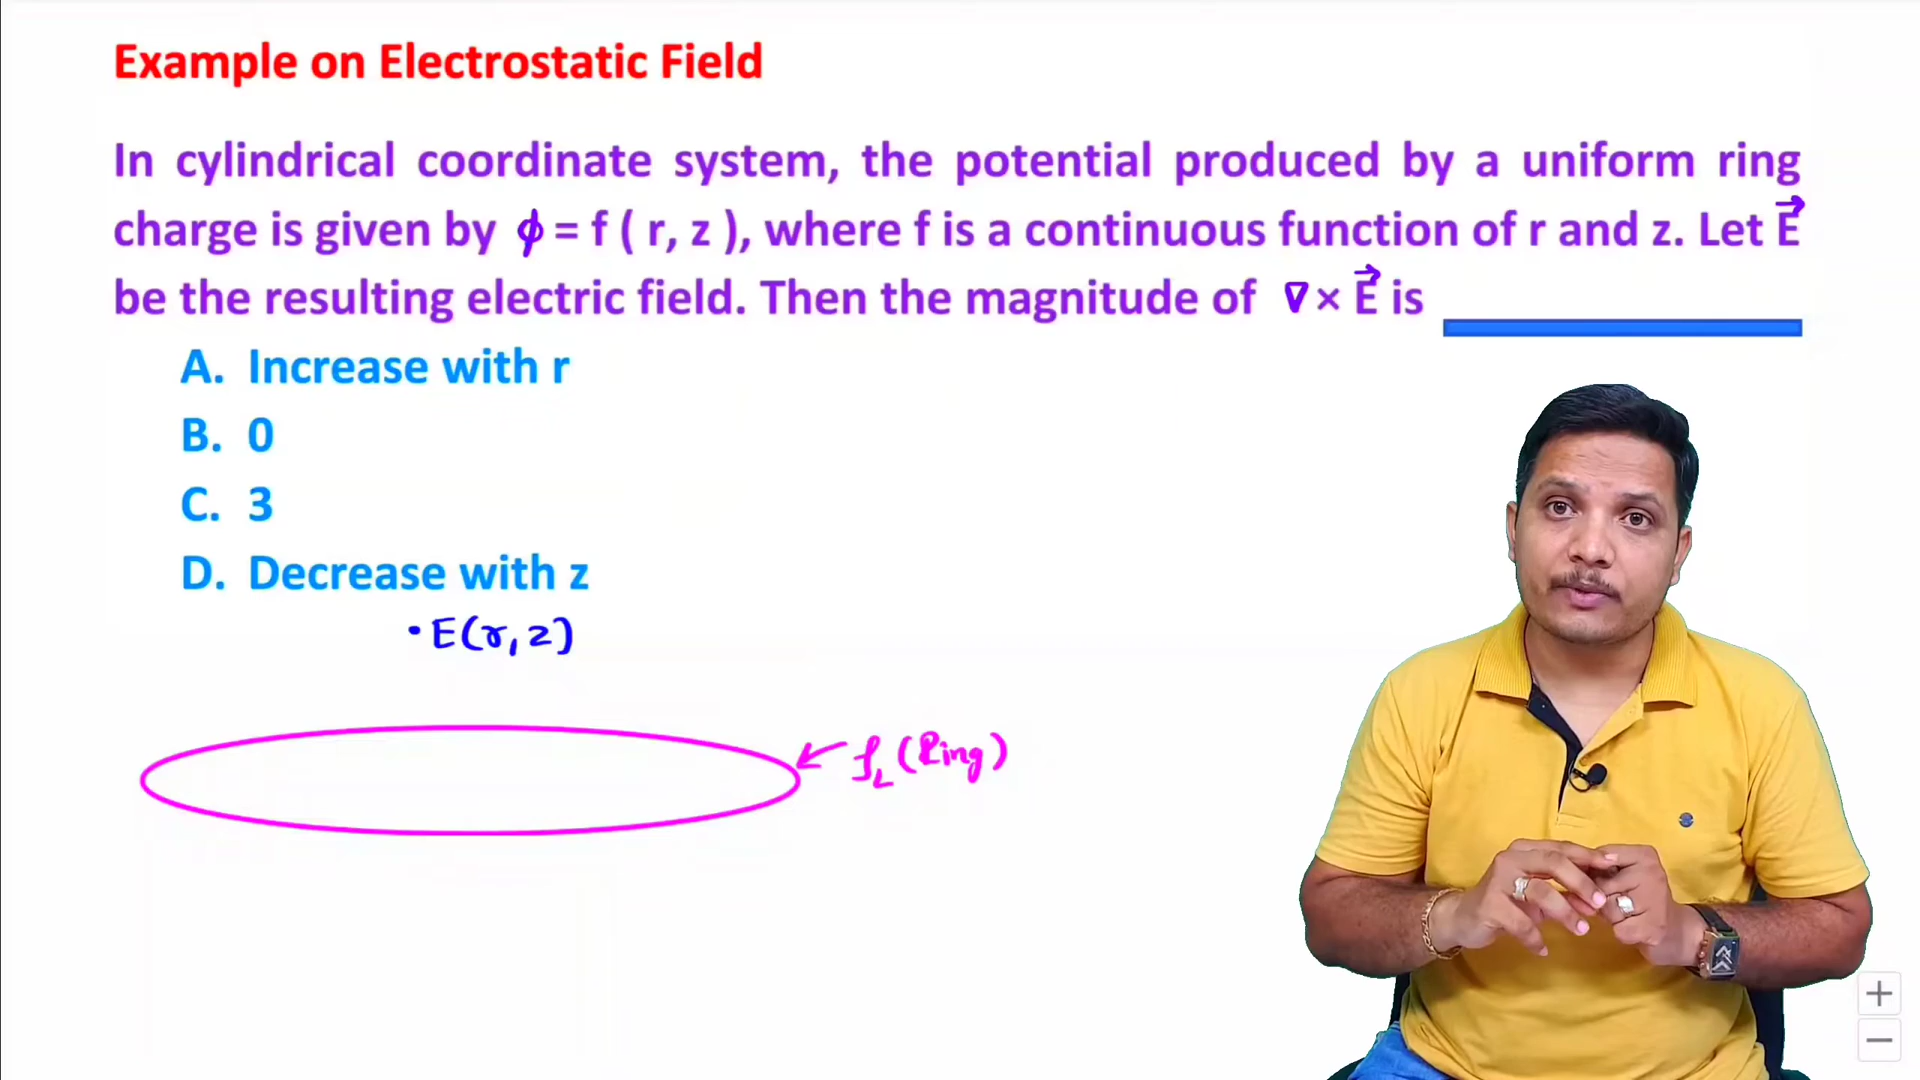 Example on Electrostatic Field
In cylindrical coordinate system, the potential produced by a uniform ring
charge is given by ϕ = f ( r, z ), where f is a continuous function of r and z. Let E⃗
be the resulting electric field. Then the magnitude of ∇ × E⃗ is
A. Increase with r
B. 0
C. 3
D. Decrease with z
• E(r, z)
ρL (Ring)